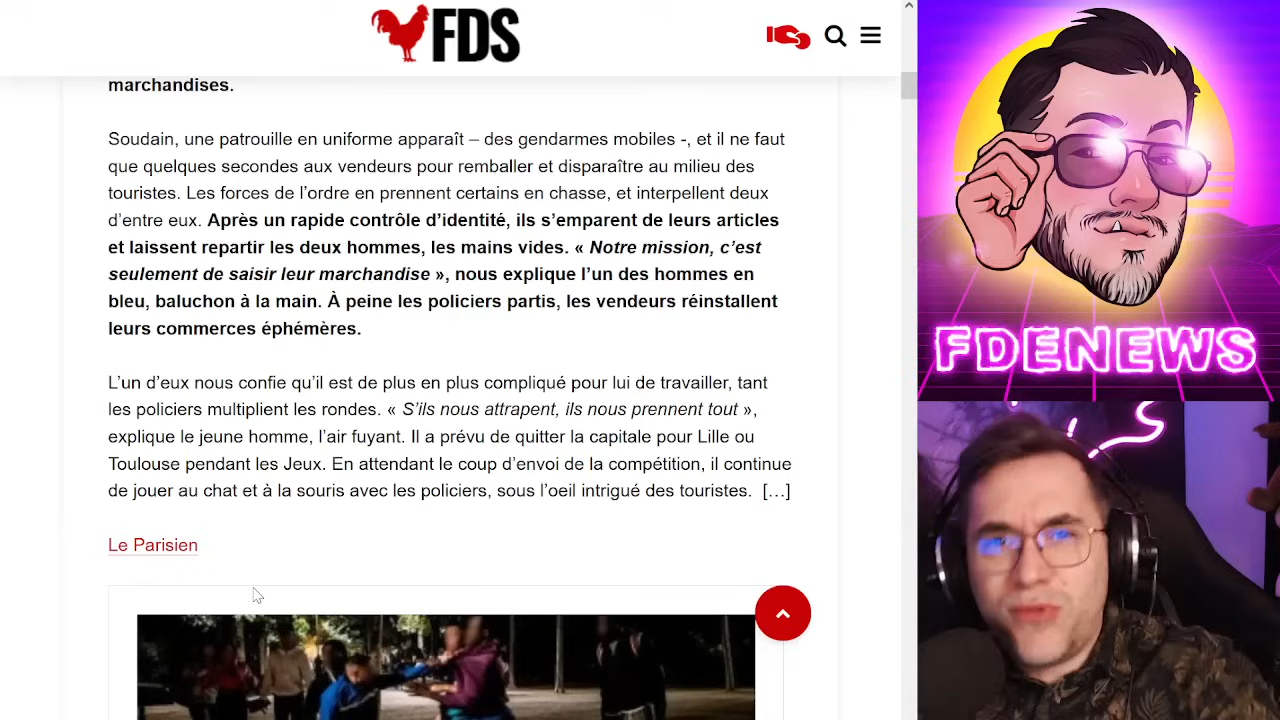 FDS
marchandises.
Soudain, une patrouille en uniforme apparaît – des gendarmes mobiles -, et il ne faut
que quelques secondes aux vendeurs pour remballer et disparaître au milieu des
touristes. Les forces de l’ordre en prennent certains en chasse, et interpellent deux
d’entre eux. Après un rapide contrôle d’identité, ils s’emparent de leurs articles
et laissent repartir les deux hommes, les mains vides. « Notre mission, c’est
seulement de saisir leur marchandise », nous explique l’un des hommes en
bleu, baluchon à la main. À peine les policiers partis, les vendeurs réinstallent
leurs commerces éphémères.
L’un d’eux nous confie qu’il est de plus en plus compliqué pour lui de travailler, tant
les policiers multiplient les rondes. « S’ils nous attrapent, ils nous prennent tout »,
explique le jeune homme, l’air fuyant. Il a prévu de quitter la capitale pour Lille ou
Toulouse pendant les Jeux. En attendant le coup d’envoi de la compétition, il continue
de jouer au chat et à la souris avec les policiers, sous l’oeil intrigué des touristes. […]
Le Parisien
FDENEWS